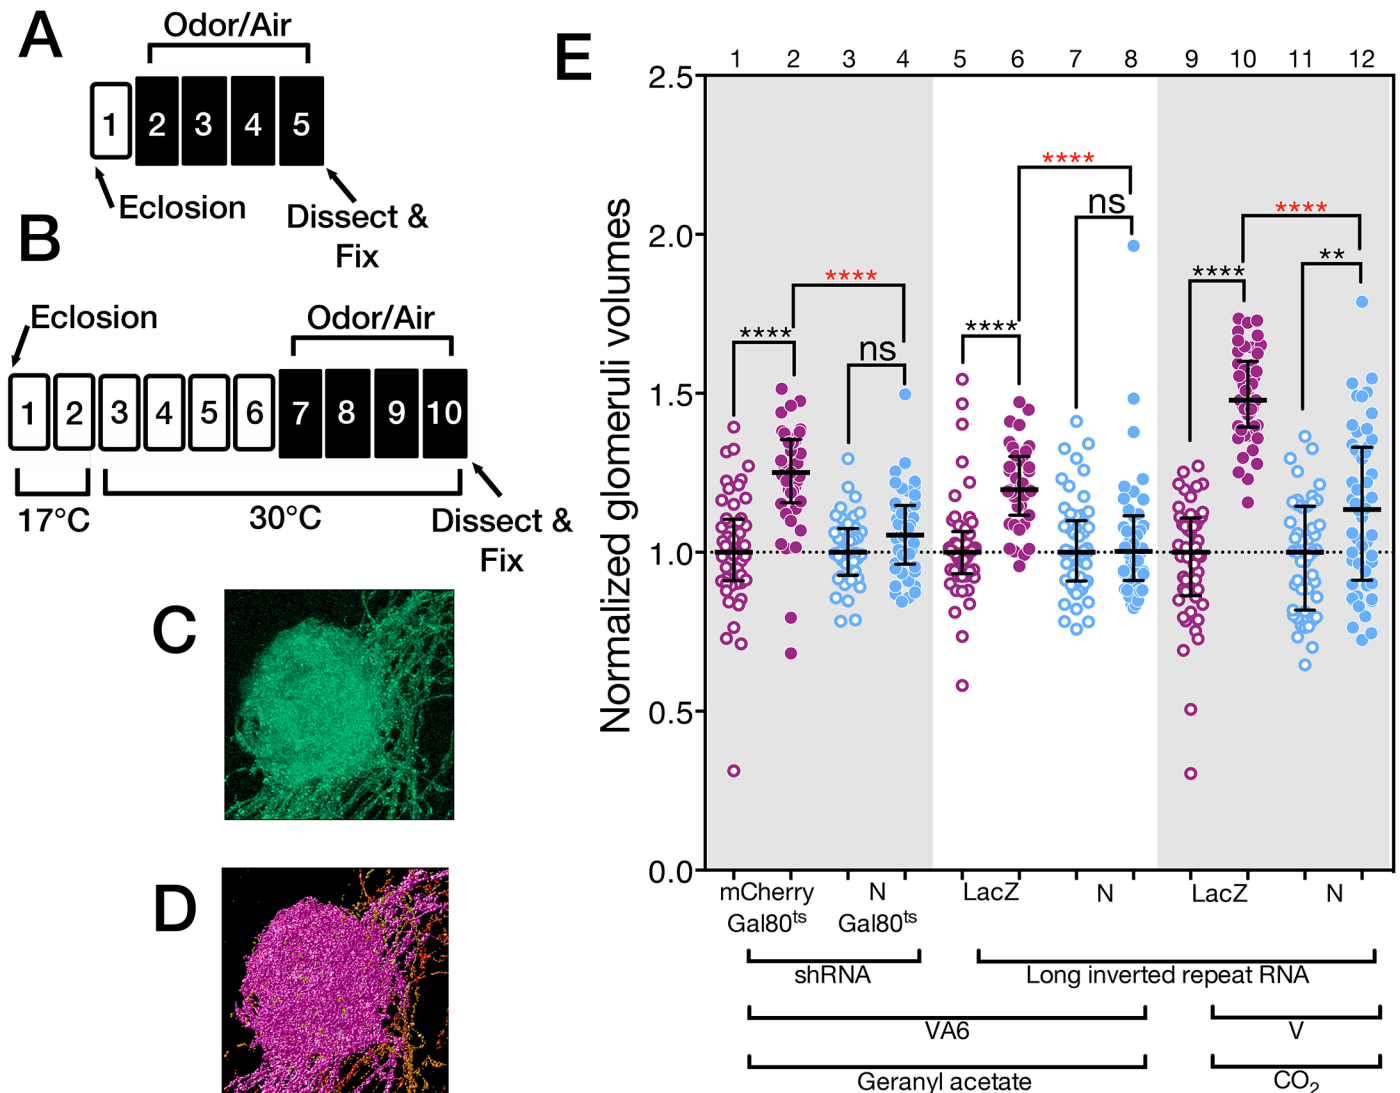 A
Odor/Air
1 2 3 4 5
Eclosion
Dissect &
Fix
B
Eclosion
Odor/Air
1 2 3 4 5 6 7 8 9 10
17°C
30°C
Dissect &
Fix
C
D
E
1 2 3 4 5 6 7 8 9 10 11 12
Normalized glomeruli volumes
2.5
2.0
1.5
1.0
0.5
0.0
****
****
ns
****
****
ns
****
****
**
mCherry
Gal80ts
N
Gal80ts
LacZ
N
LacZ
N
shRNA
Long inverted repeat RNA
VA6
V
Geranyl acetate
CO2